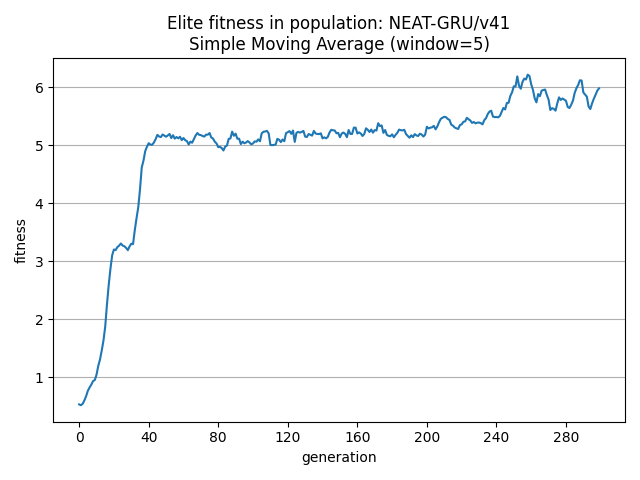 Elite fitness in population: NEAT-GRU/v41
Simple Moving Average (window=5)
fitness
6
5
4
3
2
1
0 40 80 120 160 200 240 280
generation